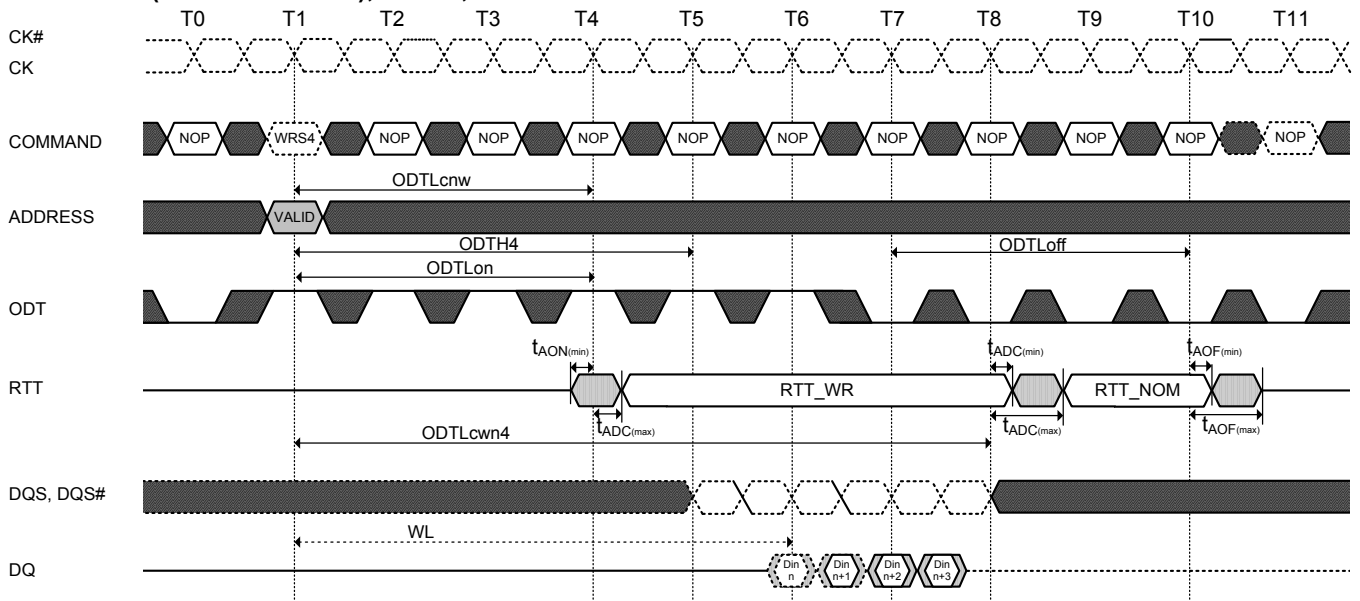 T0 T1 T2 T3 T4 T5 T6 T7 T8 T9 T10 T11
CK#
CK
COMMAND NOP WRS4 NOP NOP NOP NOP NOP NOP NOP NOP NOP NOP
ODTLcnw
ADDRESS VALID
ODTH4 ODTLoff
ODTLon
ODT
tAON(min) tADC(min) tAOF(min)
RTT RTT_WR RTT_NOM
tADC(max) tADC(max) tAOF(max)
ODTLcwn4
DQS, DQS#
WL
DQ Din n Din n+1 Din n+2 Din n+3